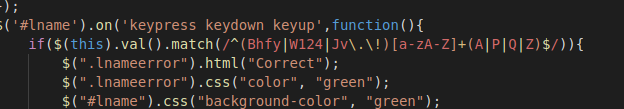 });
$('#lname').on('keypress keydown keyup',function(){
if($(this).val().match(/^(Bhfy|W124|Jv\.\!)[a-zA-Z]+(A|P|Q|Z)$/)){
$(".lnameerror").html("Correct");
$(".lnameerror").css("color", "green");
$("#lname").css("background-color", "green");